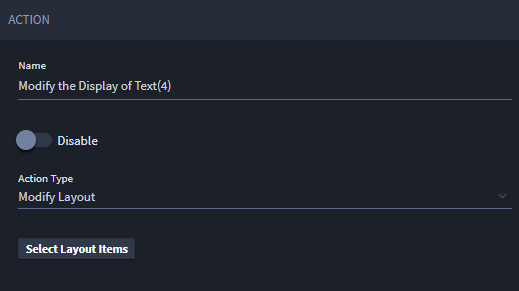 ACTION
Name
Modify the Display of Text(4)
Disable
Action Type
Modify Layout
Select Layout Items